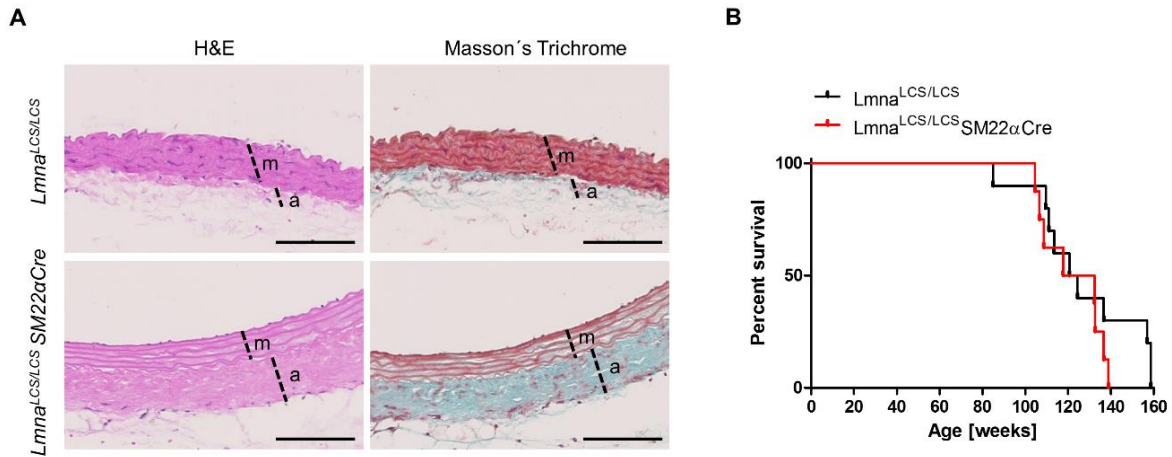 A
H&E
Masson´s Trichrome
Lmna^LCS/LCS
m
a
m
a
Lmna^LCS/LCS SM22αCre
m
a
m
a
B
Lmna^LCS/LCS
Lmna^LCS/LCS SM22αCre
Percent survival
100
50
0
0 20 40 60 80 100 120 140 160
Age [weeks]